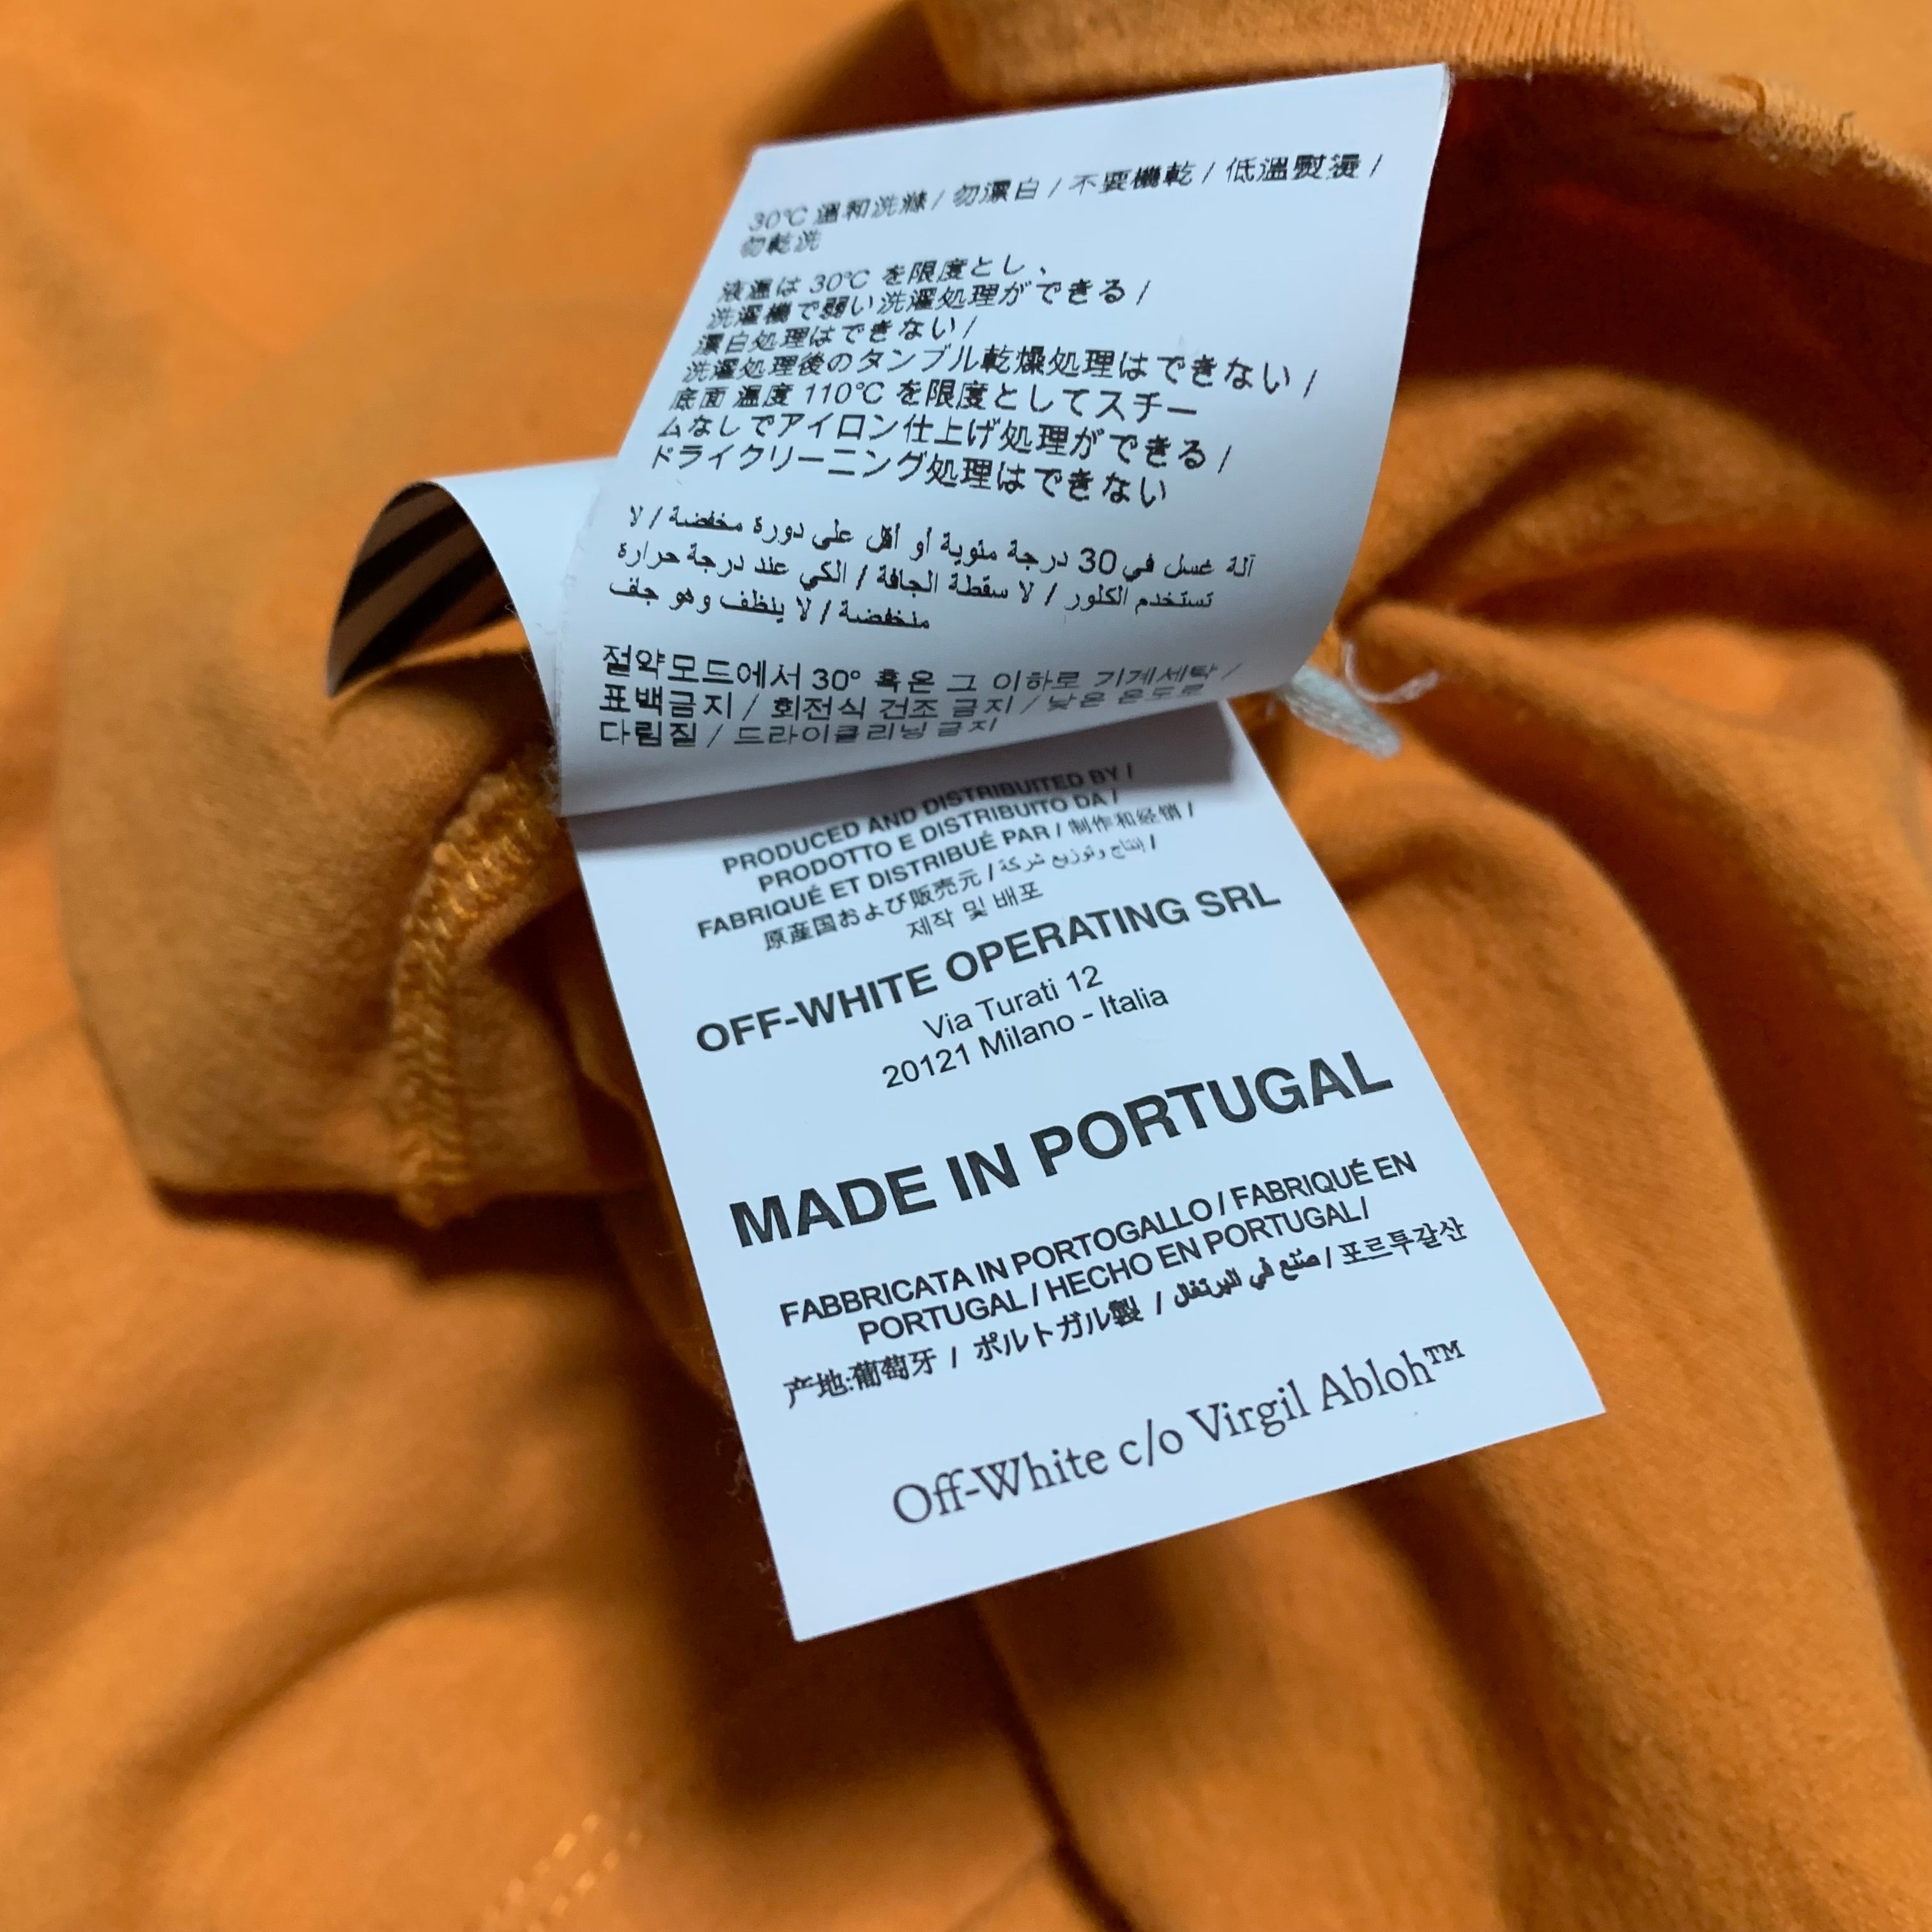 30℃ 溫和洗滌 / 勿漂白 / 不要機乾 / 低溫熨燙 /
勿乾洗
液温は 30℃ を限度とし、
洗濯機で弱い洗濯処理ができる /
漂白処理はできない /
洗濯処理後のタンブル乾燥処理はできない /
底面 温度 110℃ を限度としてスチー
ムなしでアイロン仕上げ処理ができる /
ドライクリーニング処理はできない
آلة غسل في 30 درجة مئوية أو أقل على دورة مخفضة / لا
تستخدم الكلور / لا سقطة الجافة / الكي عند درجة حرارة
منخفضة / لا ينظف وهو جاف
절약모드에서 30° 혹은 그 이하로 기계세탁 /
표백금지 / 회전식 건조 금지 / 낮은 온도로
다림질 / 드라이클리닝 금지
PRODUCED AND DISTRIBUITED BY /
PRODOTTO E DISTRIBUITO DA /
FABRIQUÉ ET DISTRIBUÉ PAR / 制作和经销 /
原産国および販売元 / إنتاج وتوزيع شركة /
제작 및 배포
OFF-WHITE OPERATING SRL
Via Turati 12
20121 Milano - Italia
MADE IN PORTUGAL
FABBRICATA IN PORTOGALLO / FABRIQUÉ EN
PORTUGAL / HECHO EN PORTUGAL /
产地:葡萄牙 / ポルトガル製 / صنع في البرتغال / 포르투갈산
Off-White c/o Virgil Abloh™